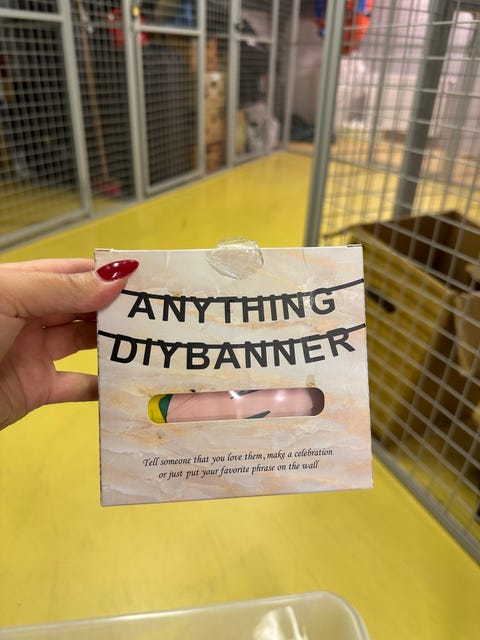 ANYTHING
DIYBANNER
Tell someone that you love them, make a celebration
or just put your favorite phrase on the wall